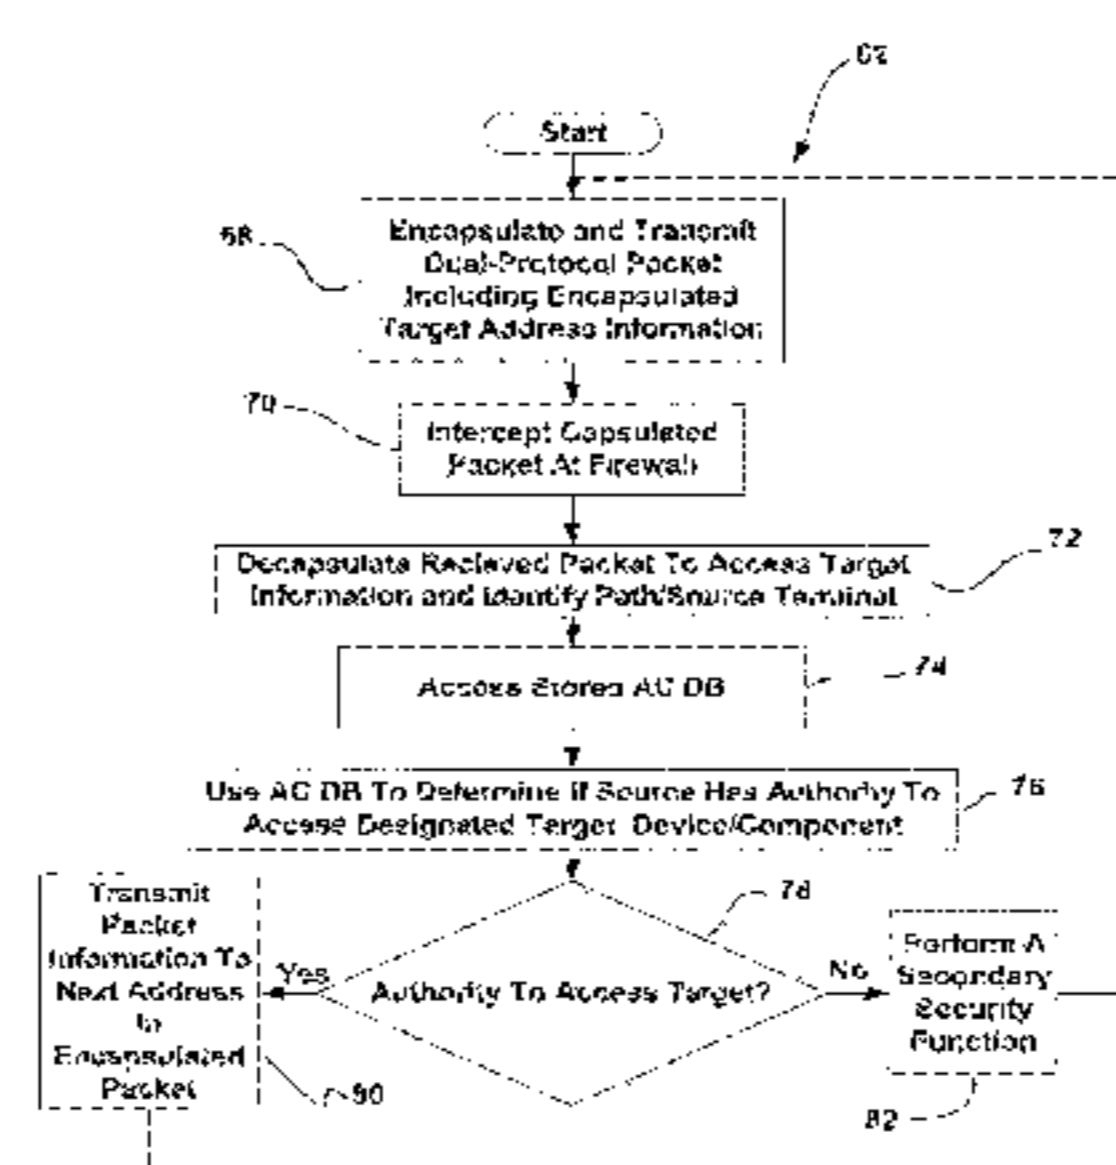 62
Start
68
Encapsulate and Transmit
Dual-Protocol Packet
Including Encapsulated
Target Address Information
70
Intercept Capsulated
Packet At Firewall
72
Decapsulate Recieved Packet To Access Target
Information and Identify Path/Source Terminal
74
Access Stores AC DB
76
Use AC DB To Determine If Source Has Authority To
Access Designated Target Device/Component
78
Transmit
Packet
Information To
Next Address
In
Encapsulated
Packet
Yes
Authority To Access Target?
No
Perform A
Secondary
Security
Function
82